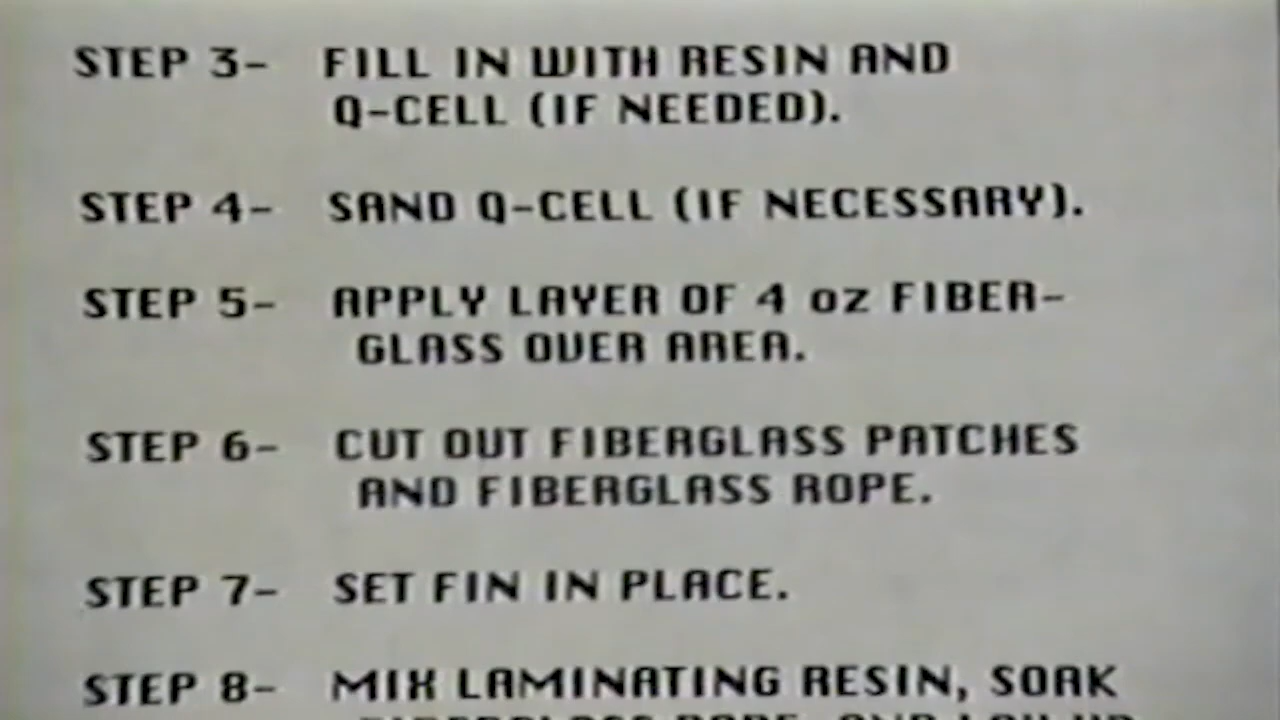 STEP 3- FILL IN WITH RESIN AND
Q-CELL (IF NEEDED).
STEP 4- SAND Q-CELL (IF NECESSARY).
STEP 5- APPLY LAYER OF 4 oz FIBER-
GLASS OVER AREA.
STEP 6- CUT OUT FIBERGLASS PATCHES
AND FIBERGLASS ROPE.
STEP 7- SET FIN IN PLACE.
STEP 8- MIX LAMINATING RESIN, SOAK